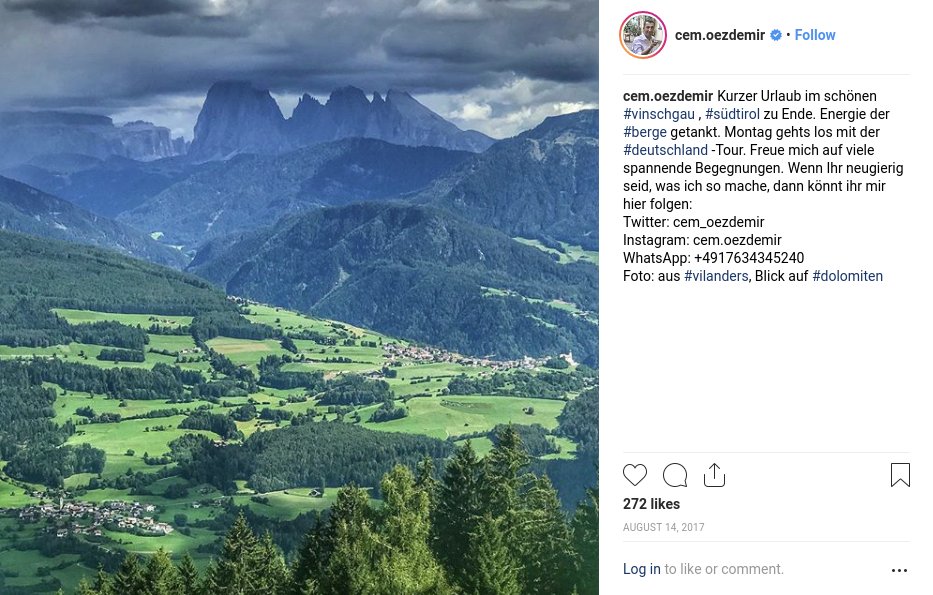 cem.oezdemir • Follow
cem.oezdemir Kurzer Urlaub im schönen
#vinschgau , #südtirol zu Ende. Energie der
#berge getankt. Montag gehts los mit der
#deutschland -Tour. Freue mich auf viele
spannende Begegnungen. Wenn Ihr neugierig
seid, was ich so mache, dann könnt ihr mir
hier folgen:
Twitter: cem_oezdemir
Instagram: cem.oezdemir
WhatsApp: +4917634345240
Foto: aus #vilanders, Blick auf #dolomiten
272 likes
AUGUST 14, 2017
Log in to like or comment.